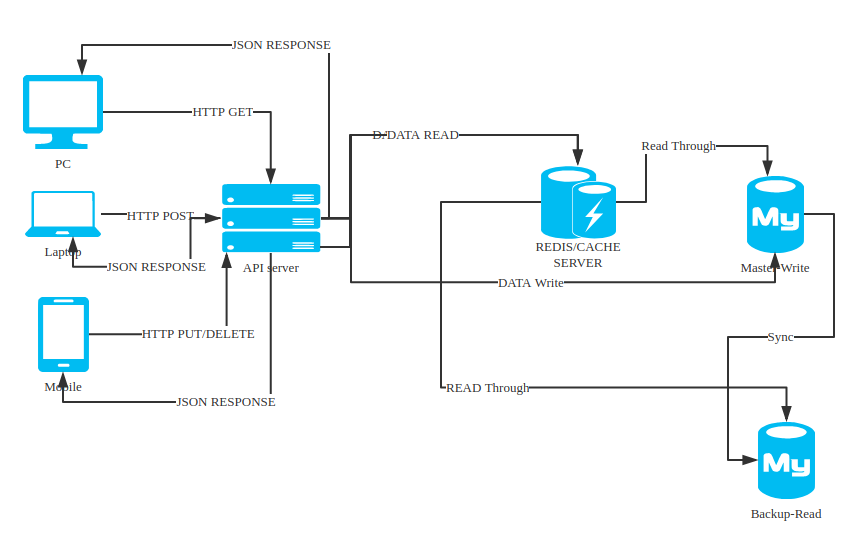 JSON RESPONSE
HTTP GET
PC
HTTP POST
Laptop
JSON RESPONSE
API server
HTTP PUT/DELETE
Mobile
JSON RESPONSE
DATA READ
Read Through
REDIS/CACHE
SERVER
My
Master-Write
DATA Write
Sync
READ Through
My
Backup-Read